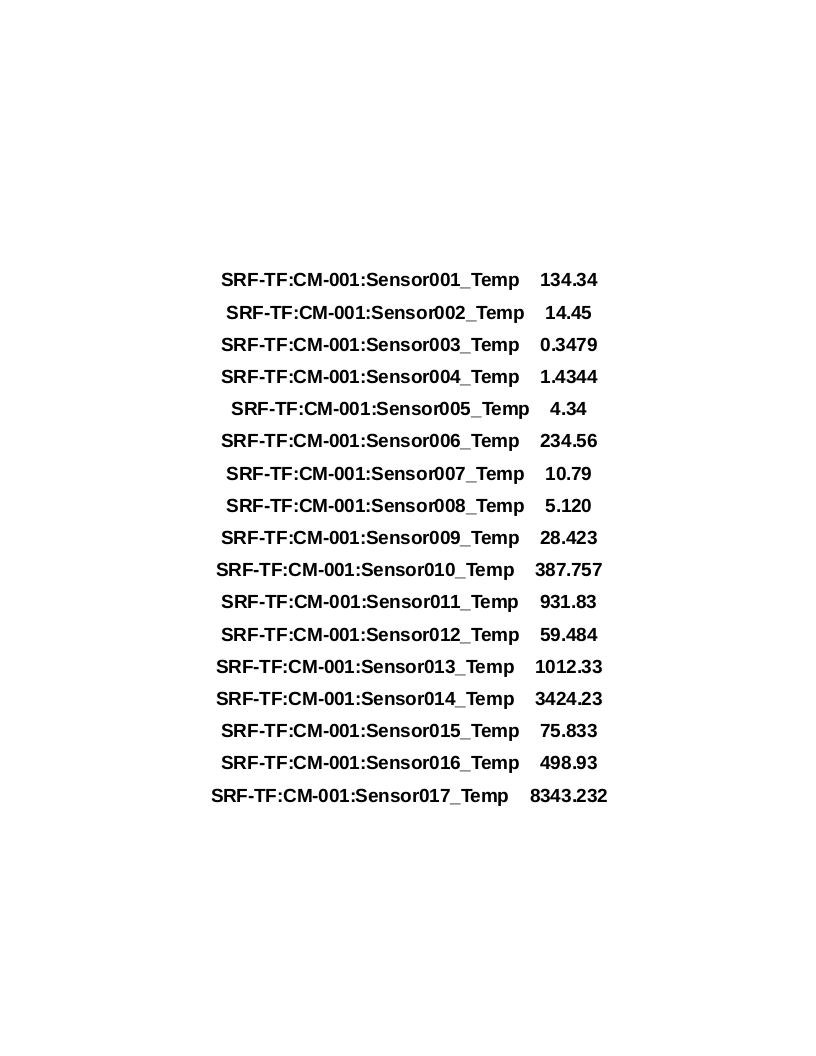 SRF-TF:CM-001:Sensor001_Temp 134.34
SRF-TF:CM-001:Sensor002_Temp 14.45
SRF-TF:CM-001:Sensor003_Temp 0.3479
SRF-TF:CM-001:Sensor004_Temp 1.4344
SRF-TF:CM-001:Sensor005_Temp 4.34
SRF-TF:CM-001:Sensor006_Temp 234.56
SRF-TF:CM-001:Sensor007_Temp 10.79
SRF-TF:CM-001:Sensor008_Temp 5.120
SRF-TF:CM-001:Sensor009_Temp 28.423
SRF-TF:CM-001:Sensor010_Temp 387.757
SRF-TF:CM-001:Sensor011_Temp 931.83
SRF-TF:CM-001:Sensor012_Temp 59.484
SRF-TF:CM-001:Sensor013_Temp 1012.33
SRF-TF:CM-001:Sensor014_Temp 3424.23
SRF-TF:CM-001:Sensor015_Temp 75.833
SRF-TF:CM-001:Sensor016_Temp 498.93
SRF-TF:CM-001:Sensor017_Temp 8343.232